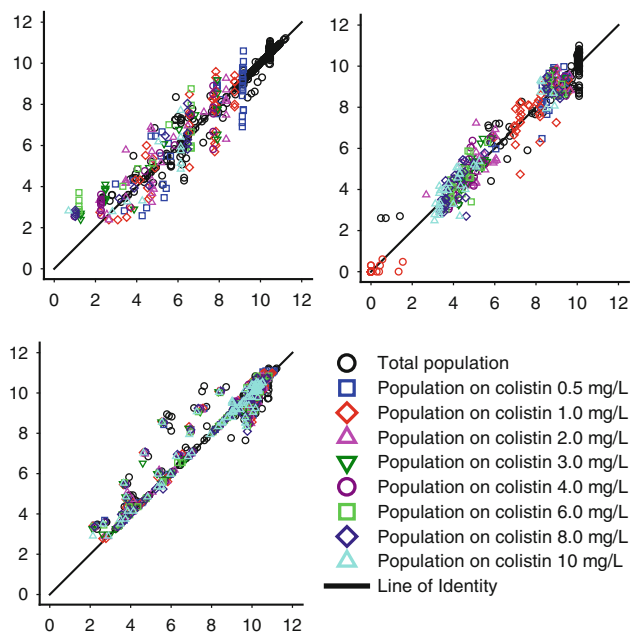 12
10
8
6
4
2
0
0 2 4 6 8 10 12
12
10
8
6
4
2
0
0 2 4 6 8 10 12
12
10
8
6
4
2
0
0 2 4 6 8 10 12
Total population
Population on colistin 0.5 mg/L
Population on colistin 1.0 mg/L
Population on colistin 2.0 mg/L
Population on colistin 3.0 mg/L
Population on colistin 4.0 mg/L
Population on colistin 6.0 mg/L
Population on colistin 8.0 mg/L
Population on colistin 10 mg/L
Line of Identity